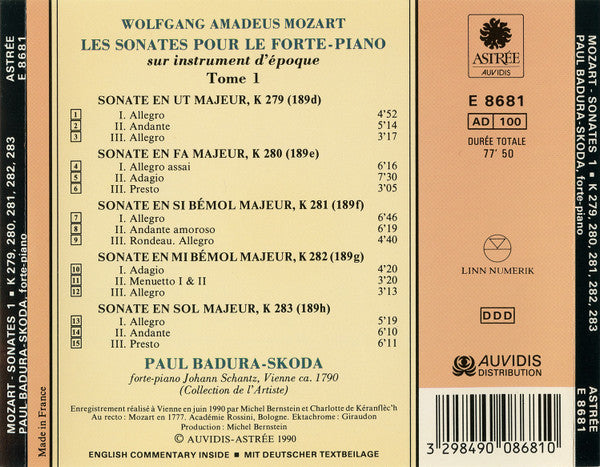 ASTRÉE
E 8681
MOZART - SONATES 1 ■ K 279, 280, 281, 282, 283
PAUL BADURA-SKODA, forte-piano
Made in France
WOLFGANG AMADEUS MOZART
LES SONATES POUR LE FORTE-PIANO
sur instrument d'époque
Tome 1
SONATE EN UT MAJEUR, K 279 (189d)
1 I. Allegro 4'52
2 II. Andante 5'14
3 III. Allegro 3'17
SONATE EN FA MAJEUR, K 280 (189e)
4 I. Allegro assai 6'16
5 II. Adagio 7'30
6 III. Presto 3'05
SONATE EN SI BÉMOL MAJEUR, K 281 (189f)
7 I. Allegro 6'46
8 II. Andante amoroso 6'19
9 III. Rondeau. Allegro 4'40
SONATE EN MI BÉMOL MAJEUR, K 282 (189g)
10 I. Adagio 4'20
11 II. Menuetto I & II 3'20
12 III. Allegro 3'13
SONATE EN SOL MAJEUR, K 283 (189h)
13 I. Allegro 5'19
14 II. Andante 6'10
15 III. Presto 6'11
PAUL BADURA-SKODA
forte-piano Johann Schantz, Vienne ca. 1790
(Collection de l'Artiste)
Enregistrement réalisé à Vienne en juin 1990 par Michel Bernstein et Charlotte de Kéranflèc'h
Au recto : Mozart en 1777. Académie Rossini, Bologne. Ektachrome : Giraudon
Production : Michel Bernstein
© AUVIDIS-ASTRÉE 1990
ENGLISH COMMENTARY INSIDE ■ MIT DEUTSCHER TEXTBEILAGE
ASTRÉE
AUVIDIS
E 8681
AD 100
DURÉE TOTALE
77' 50
LINN NUMERIK
DDD
AUVIDIS
DISTRIBUTION
3 298490 086810
ASTRÉE
E 8681
MOZART - SONATES 1 ■ K 279, 280, 281, 282, 283
PAUL BADURA-SKODA, forte-piano